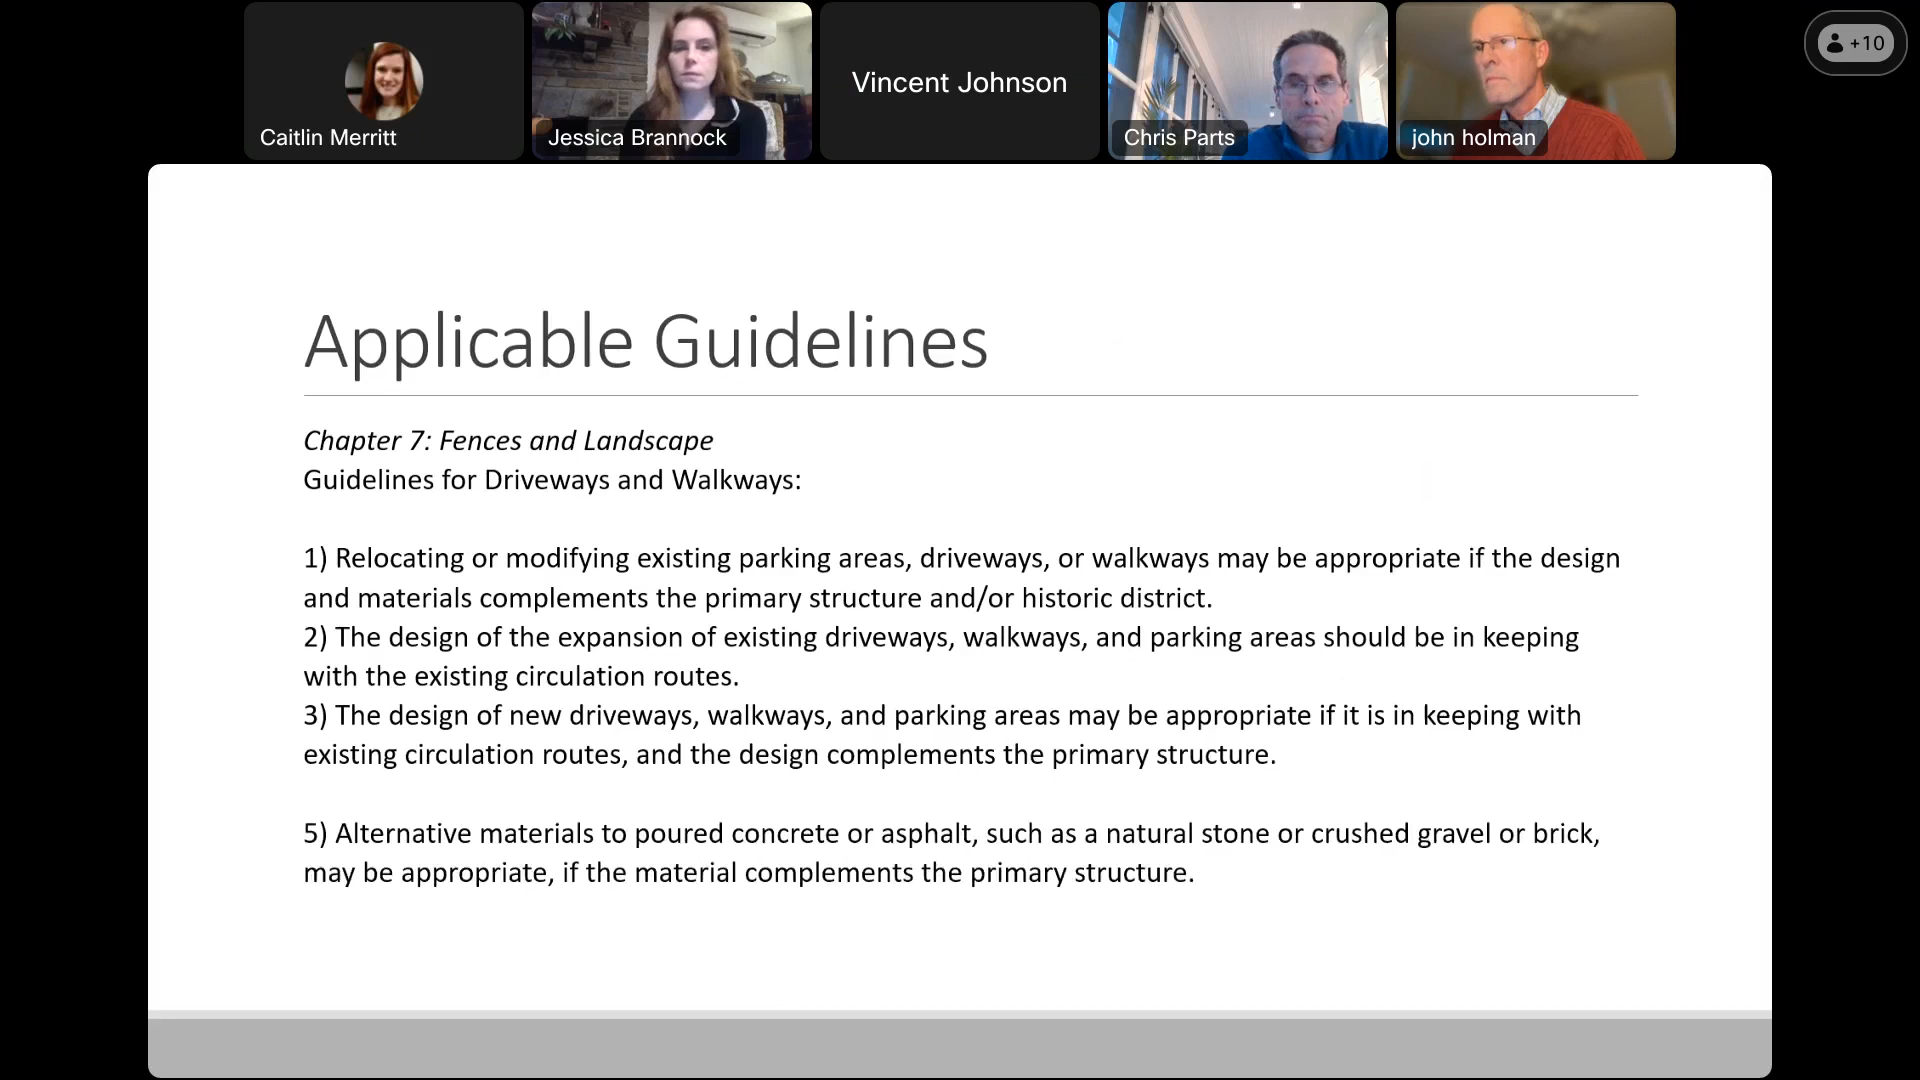 Caitlin Merritt
Jessica Brannock
Vincent Johnson
Chris Parts
john holman
+10
Applicable Guidelines
Chapter 7: Fences and Landscape
Guidelines for Driveways and Walkways:
1) Relocating or modifying existing parking areas, driveways, or walkways may be appropriate if the design
and materials complements the primary structure and/or historic district.
2) The design of the expansion of existing driveways, walkways, and parking areas should be in keeping
with the existing circulation routes.
3) The design of new driveways, walkways, and parking areas may be appropriate if it is in keeping with
existing circulation routes, and the design complements the primary structure.
5) Alternative materials to poured concrete or asphalt, such as a natural stone or crushed gravel or brick,
may be appropriate, if the material complements the primary structure.